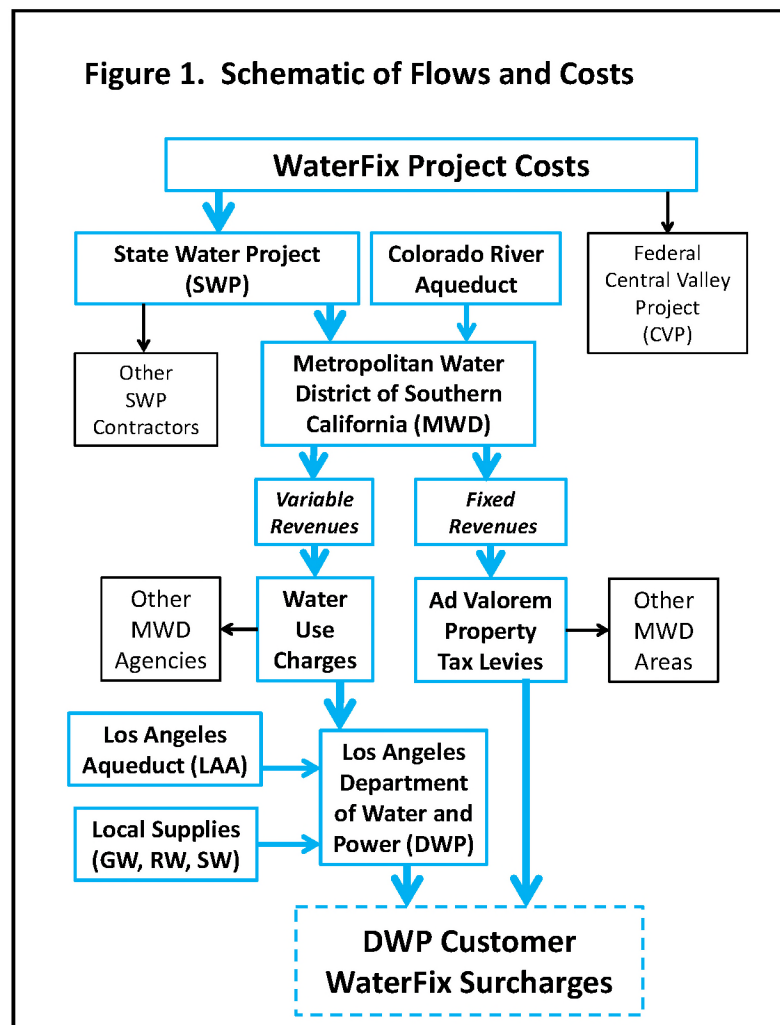 Figure 1.  Schematic of Flows and Costs
WaterFix Project Costs
State Water Project
(SWP)
Colorado River
Aqueduct
Federal
Central Valley
Project
(CVP)
Other
SWP
Contractors
Metropolitan Water
District of Southern
California (MWD)
Variable
Revenues
Fixed
Revenues
Other
MWD
Agencies
Water
Use
Charges
Ad Valorem
Property
Tax Levies
Other
MWD
Areas
Los Angeles
Aqueduct (LAA)
Los Angeles
Department
of Water and
Power (DWP)
Local Supplies
(GW, RW, SW)
DWP Customer
WaterFix Surcharges